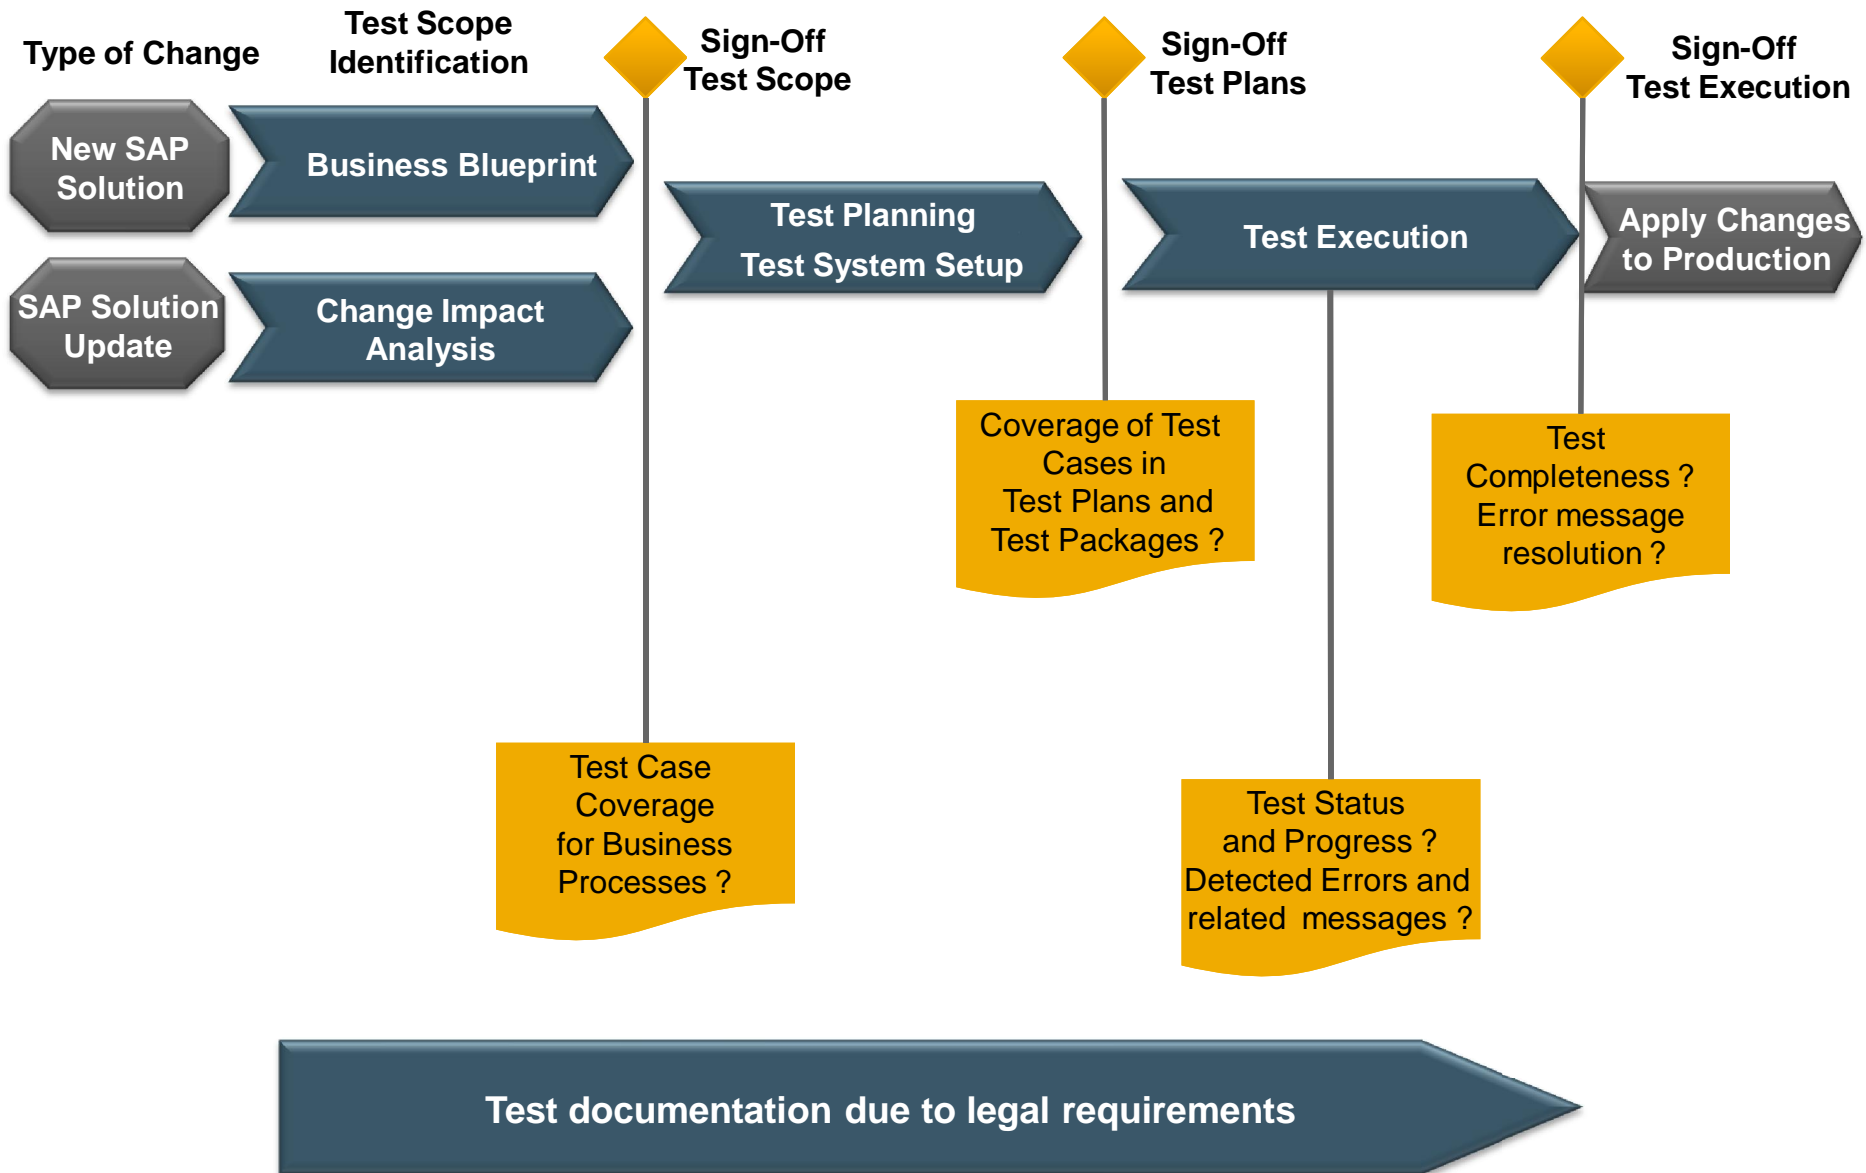 Type of Change
Test Scope
Identification
Sign-Off
Test Scope
Sign-Off
Test Plans
Sign-Off
Test Execution
New SAP
Solution
Business Blueprint
SAP Solution
Update
Change Impact
Analysis
Test Planning
Test System Setup
Test Execution
Apply Changes
to Production
Coverage of Test
Cases in
Test Plans and
Test Packages ?
Test
Completeness ?
Error message
resolution ?
Test Case
Coverage
for Business
Processes ?
Test Status
and Progress ?
Detected Errors and
related messages ?
Test documentation due to legal requirements